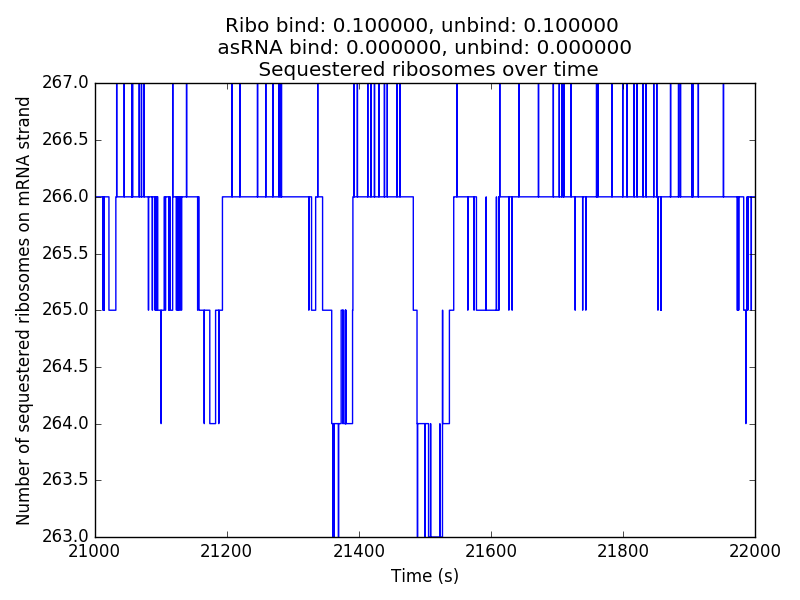 Ribo bind: 0.100000, unbind: 0.100000
asRNA bind: 0.000000, unbind: 0.000000
Sequestered ribosomes over time
Number of sequestered ribosomes on mRNA strand
267.0
266.5
266.0
265.5
265.0
264.5
264.0
263.5
263.0
21000 21200 21400 21600 21800 22000
Time (s)